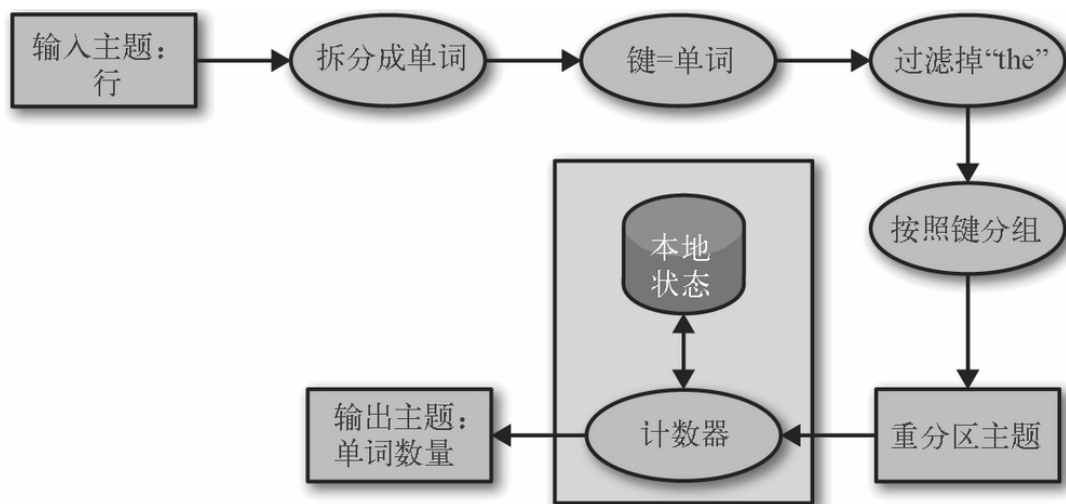 输入主题：
行
拆分成单词
键=单词
过滤掉“the”
按照键分组
本地
状态
输出主题：
单词数量
计数器
重分区主题